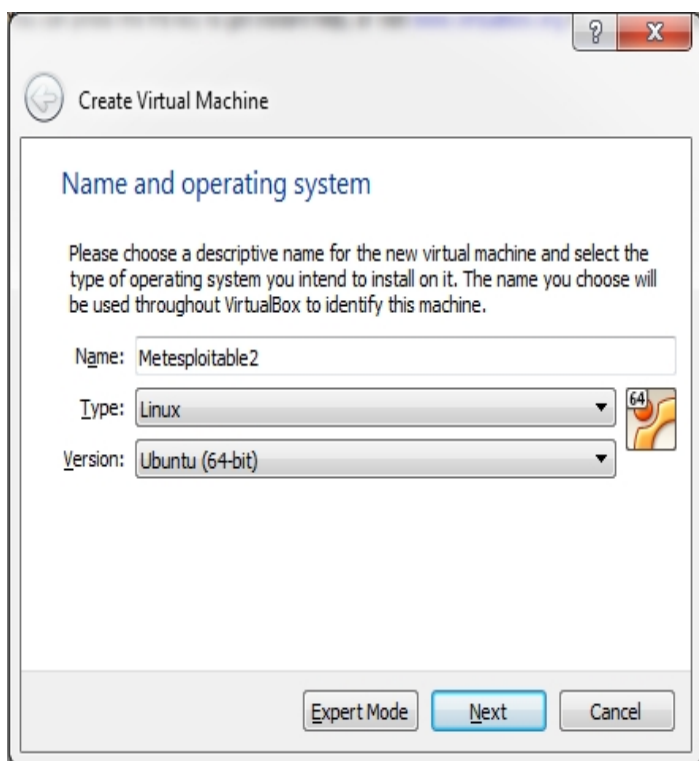 ?
X
Create Virtual Machine
Name and operating system
Please choose a descriptive name for the new virtual machine and select the
type of operating system you intend to install on it. The name you choose will
be used throughout VirtualBox to identify this machine.
Name: Metesploitable2
Type: Linux
64
Version: Ubuntu (64-bit)
Expert Mode
Next
Cancel